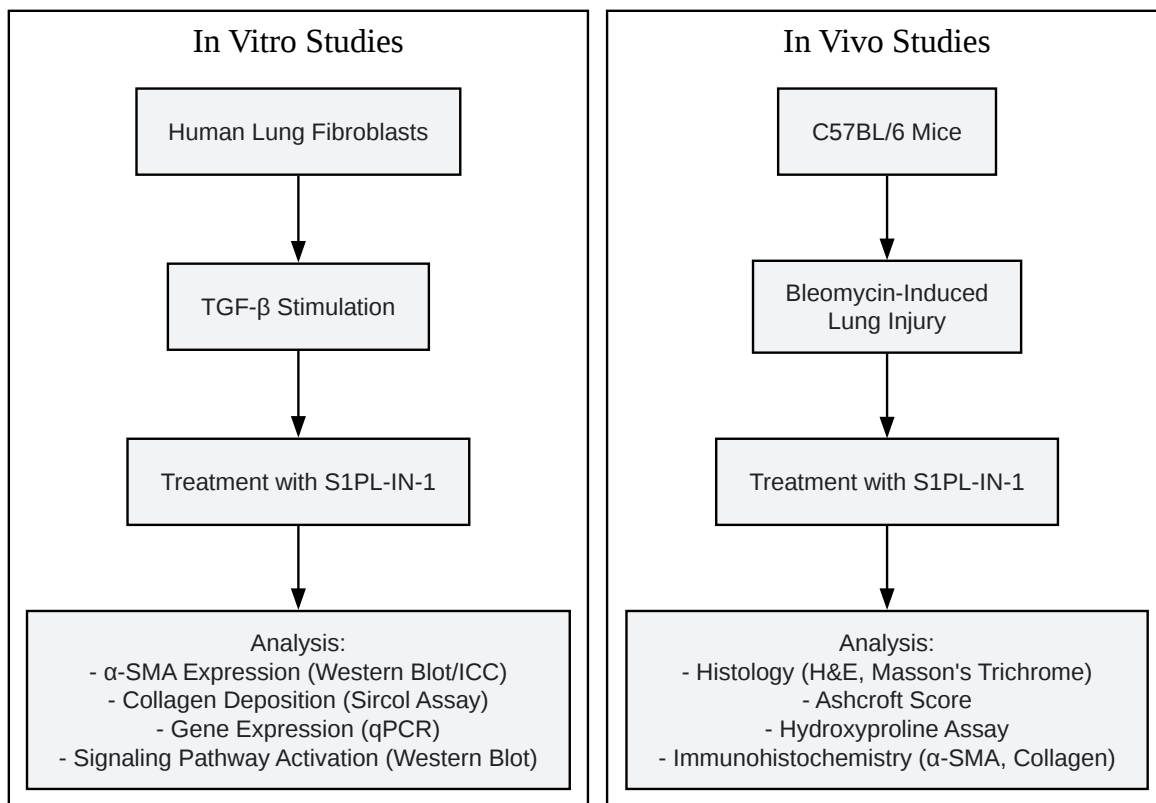 In Vitro Studies
Human Lung Fibroblasts
TGF-β Stimulation
Treatment with S1PL-IN-1
Analysis:
- α-SMA Expression (Western Blot/ICC)
- Collagen Deposition (Sircol Assay)
- Gene Expression (qPCR)
- Signaling Pathway Activation (Western Blot)
In Vivo Studies
C57BL/6 Mice
Bleomycin-Induced
Lung Injury
Treatment with S1PL-IN-1
Analysis:
- Histology (H&E, Masson's Trichrome)
- Ashcroft Score
- Hydroxyproline Assay
- Immunohistochemistry (α-SMA, Collagen)